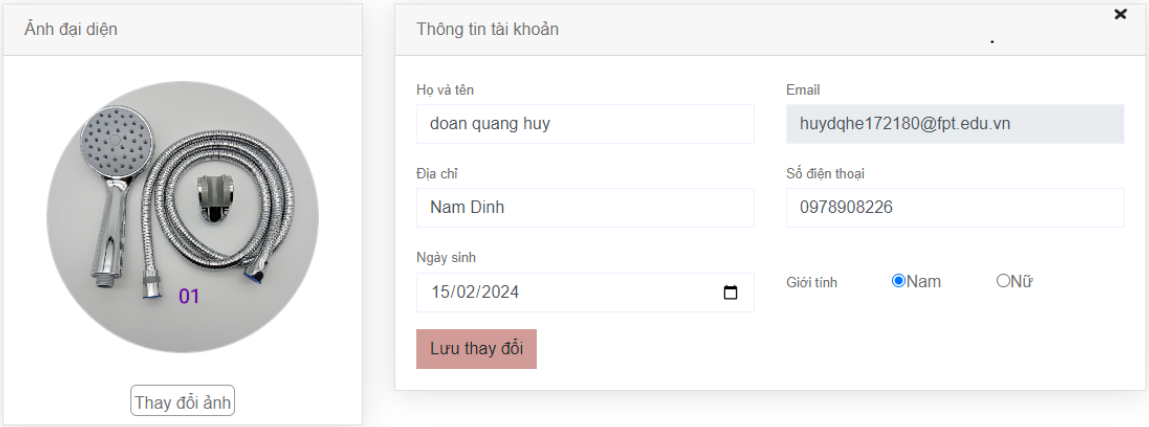 Ảnh đại diện
01
Thay đổi ảnh
Thông tin tài khoản
Họ và tên
doan quang huy
Email
huydqhe172180@fpt.edu.vn
Địa chỉ
Nam Dinh
Số điện thoại
0978908226
Ngày sinh
15/02/2024
Giới tính
Nam
Nữ
Lưu thay đổi